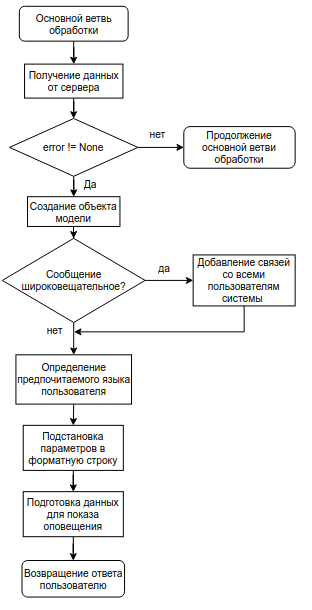 Основной ветвь
обработки
Получение данных
от сервера
error != None
нет
Продолжение
основной ветви
обработки
Да
Создание объекта
модели
Сообщение
широковещательное?
да
Добавление связей
со всеми
пользователям
системы
нет
Определение
предпочитаемого языка
пользователя
Подстановка
параметров в
форматную строку
Подготовка данных
для показа
оповещения
Возвращение ответа
пользователю